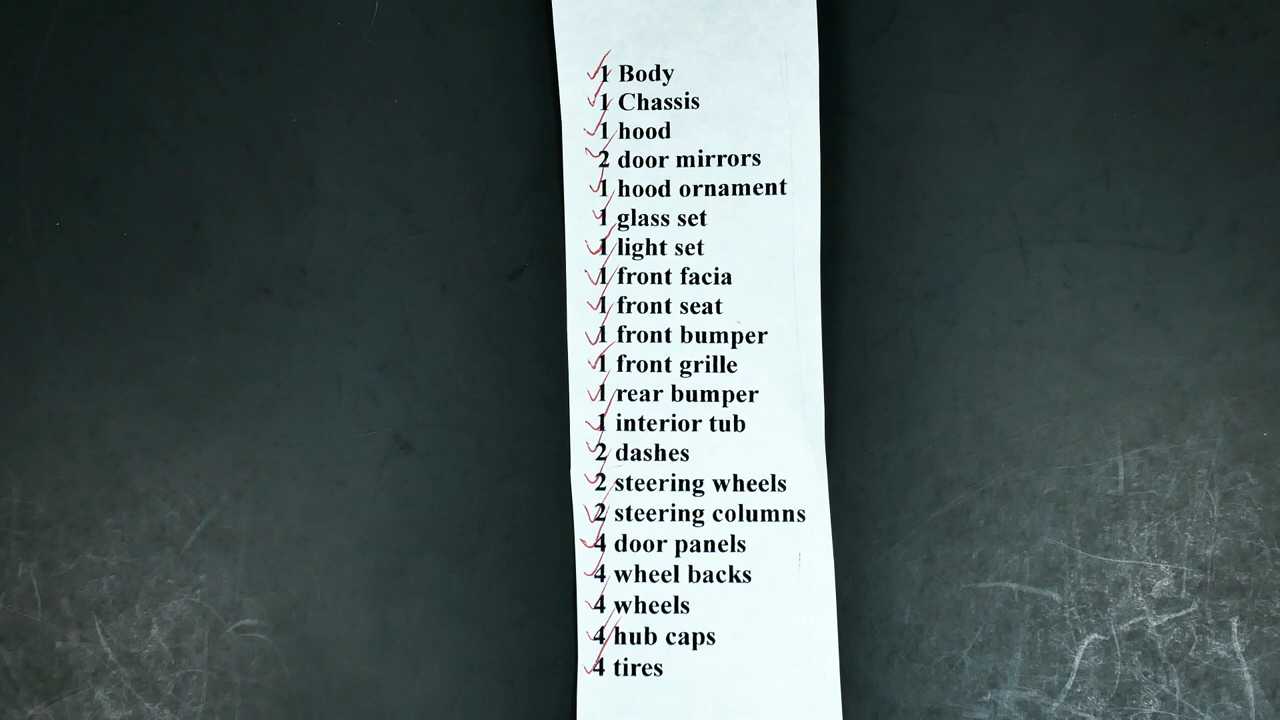 1 Body
1 Chassis
1 hood
2 door mirrors
1 hood ornament
1 glass set
1 light set
1 front facia
1 front seat
1 front bumper
1 front grille
1 rear bumper
1 interior tub
2 dashes
2 steering wheels
2 steering columns
4 door panels
4 wheel backs
4 wheels
4 hub caps
4 tires